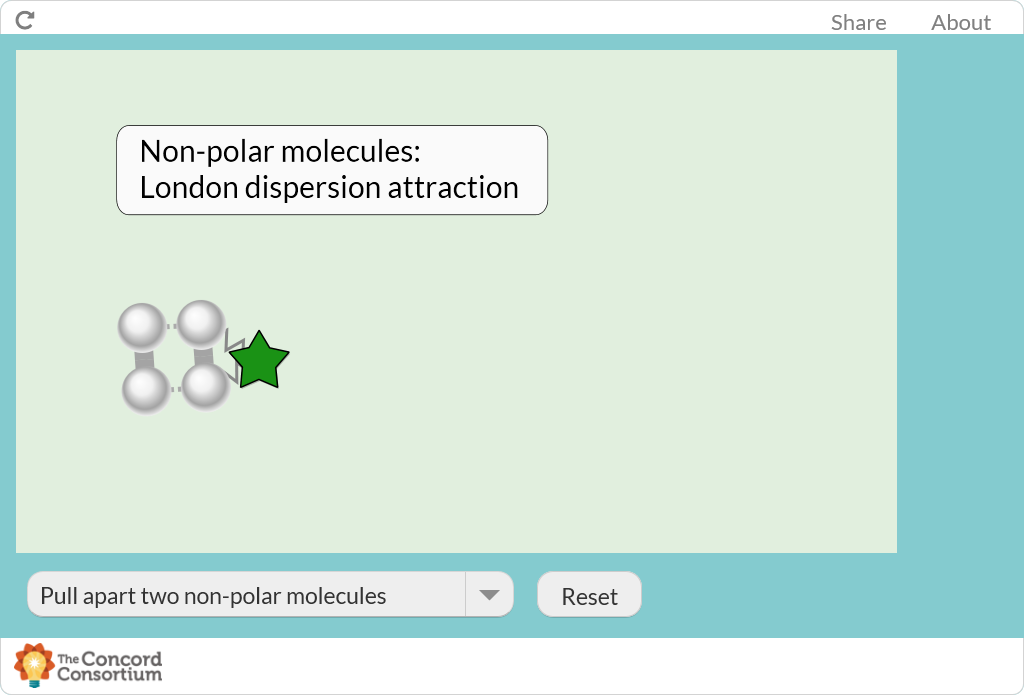 Share About
Non-polar molecules:
London dispersion attraction
Pull apart two non-polar molecules
Reset
The Concord
Consortium